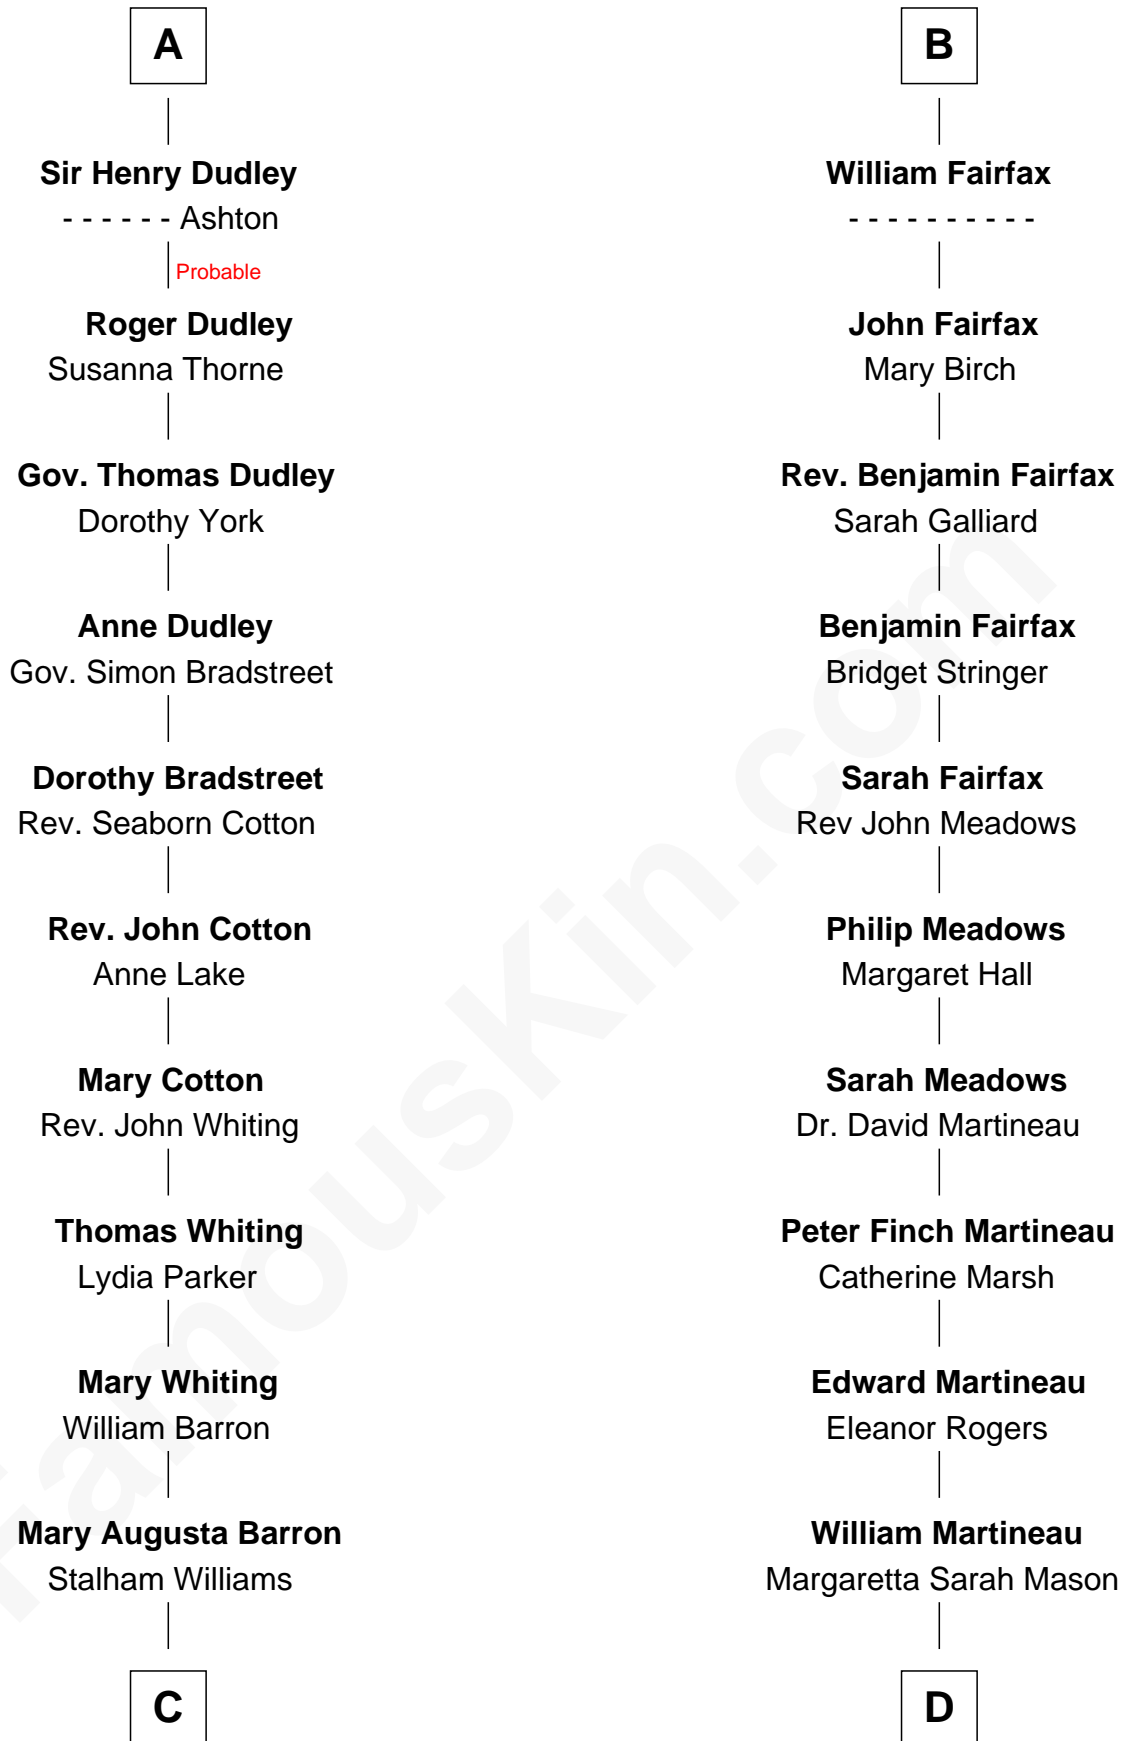 A
Sir Henry Dudley
- - - - - - Ashton
Probable
Roger Dudley
Susanna Thorne
Gov. Thomas Dudley
Dorothy York
Anne Dudley
Gov. Simon Bradstreet
Dorothy Bradstreet
Rev. Seaborn Cotton
Rev. John Cotton
Anne Lake
Mary Cotton
Rev. John Whiting
Thomas Whiting
Lydia Parker
Mary Whiting
William Barron
Mary Augusta Barron
Stalham Williams
C
B
William Fairfax
- - - - - - - - - -
John Fairfax
Mary Birch
Rev. Benjamin Fairfax
Sarah Galliard
Benjamin Fairfax
Bridget Stringer
Sarah Fairfax
Rev John Meadows
Philip Meadows
Margaret Hall
Sarah Meadows
Dr. David Martineau
Peter Finch Martineau
Catherine Marsh
Edward Martineau
Eleanor Rogers
William Martineau
Margaretta Sarah Mason
D
FamousKin.com